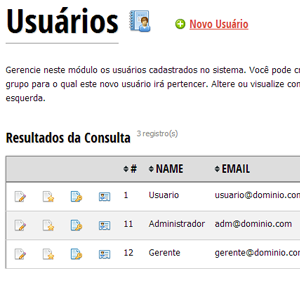 Usuários
Novo Usuário
Gerencie neste módulo os usuários cadastrados no sistema. Você pode
grupo para o qual este novo usuário irá pertencer. Altere ou visualize
esquerda.
Resultados da Consulta 3 registro(s)
# NAME EMAIL
1 Usuario usuario@dominio.com
11 Administrador adm@dominio.com
12 Gerente gerente@dominio.com